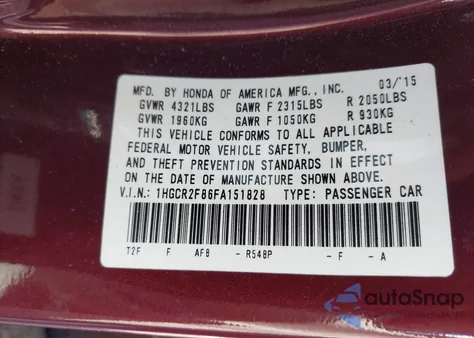 MFD. BY HONDA OF AMERICA MFG., INC. 03/'15
GVWR 4321LBS GAWR F 2315LBS R 2050LBS
GVWR 1960KG GAWR F 1050KG R 930KG
THIS VEHICLE CONFORMS TO ALL APPLICABLE
FEDERAL MOTOR VEHICLE SAFETY, BUMPER,
AND THEFT PREVENTION STANDARDS IN EFFECT
ON THE DATE OF MANUFACTURE SHOWN ABOVE.
V.I.N.: 1HGCR2F86FA151828 TYPE: PASSENGER CAR
T2F F AF8 - R548P - F - A
autoSnap